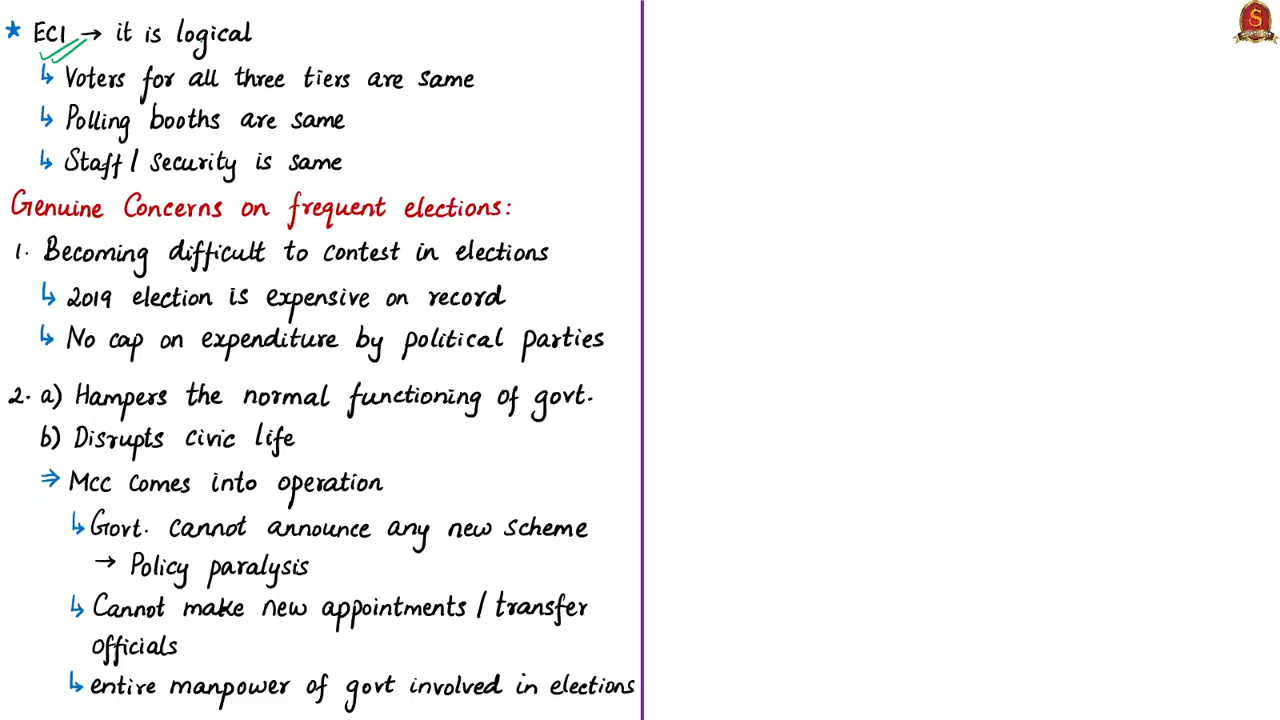 ★ ECI → it is logical
↳ Voters for all three tiers are same
↳ Polling booths are same
↳ Staff / security is same
Genuine Concerns on frequent elections:
1. Becoming difficult to contest in elections
↳ 2019 election is expensive on record
↳ No cap on expenditure by political parties
2. a) Hampers the normal functioning of govt.
b) Disrupts civic life
⇒ MCC comes into operation
↳ Govt. cannot announce any new scheme
→ Policy paralysis
↳ Cannot make new appointments / transfer
officials
↳ entire manpower of govt involved in elections
S